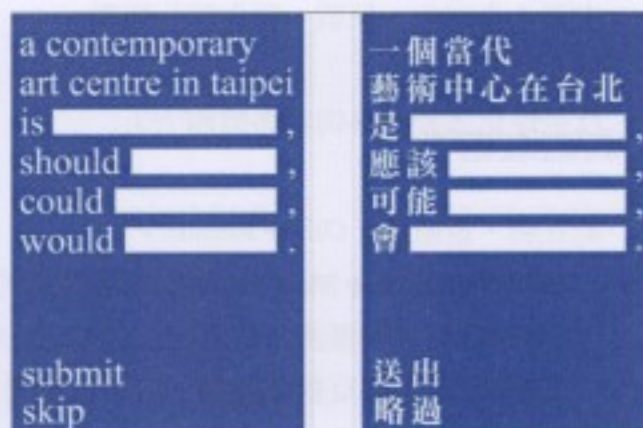 a contemporary
art centre in taipei
is ,
should ,
could ,
would .
submit
skip
一個當代
藝術中心在台北
是 ,
應該 ,
可能 ,
會 .
送出
略過